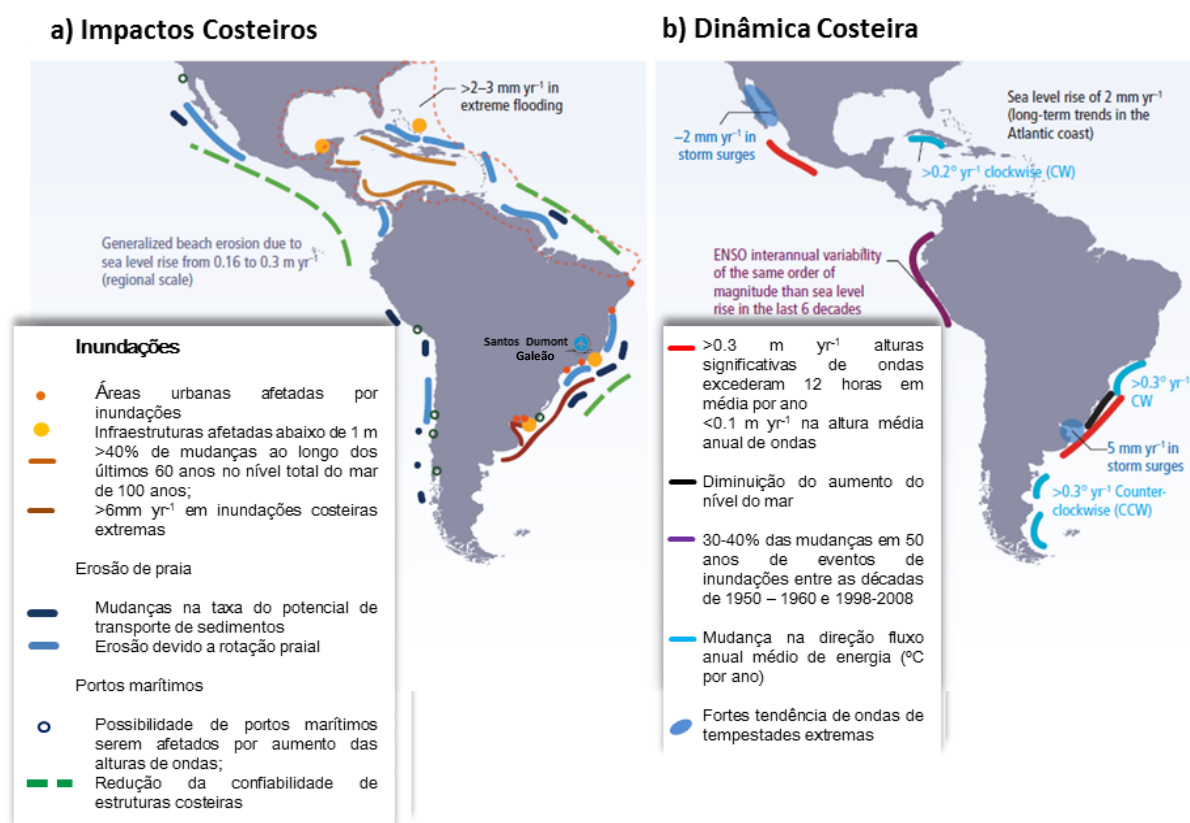 a) Impactos Costeiros
>2–3 mm yr⁻¹ in
extreme flooding
Generalized beach erosion due to
sea level rise from 0.16 to 0.3 m yr⁻¹
(regional scale)
Santos Dumont
Galeão
Inundações
Áreas urbanas afetadas por
inundações
Infraestruturas afetadas abaixo de 1 m
>40% de mudanças ao longo dos
últimos 60 anos no nível total do mar
de 100 anos;
>6mm yr⁻¹ em inundações costeiras
extremas
Erosão de praia
Mudanças na taxa do potencial de
transporte de sedimentos
Erosão devido a rotação praial
Portos marítimos
Possibilidade de portos marítimos
serem afetados por aumento das
alturas de ondas;
Redução da confiabilidade de
estruturas costeiras
b) Dinâmica Costeira
Sea level rise of 2 mm yr⁻¹
(long-term trends in the
Atlantic coast)
–2 mm yr⁻¹ in
storm surges
>0.2° yr⁻¹ clockwise (CW)
ENSO interannual variability
of the same order of
magnitude than sea level
rise in the last 6 decades
>0.3° yr⁻¹
CW
5 mm yr⁻¹ in
storm surges
>0.3° yr⁻¹ Counter-
clockwise (CCW)
>0.3 m yr⁻¹ alturas
significativas de ondas
excederam 12 horas em
média por ano
<0.1 m yr⁻¹ na altura média
anual de ondas
Diminuição do aumento do
nível do mar
30-40% das mudanças em 50
anos de eventos de
inundações entre as décadas
de 1950 – 1960 e 1998-2008
Mudança na direção fluxo
anual médio de energia (ºC
por ano)
Fortes tendência de ondas de
tempestades extremas